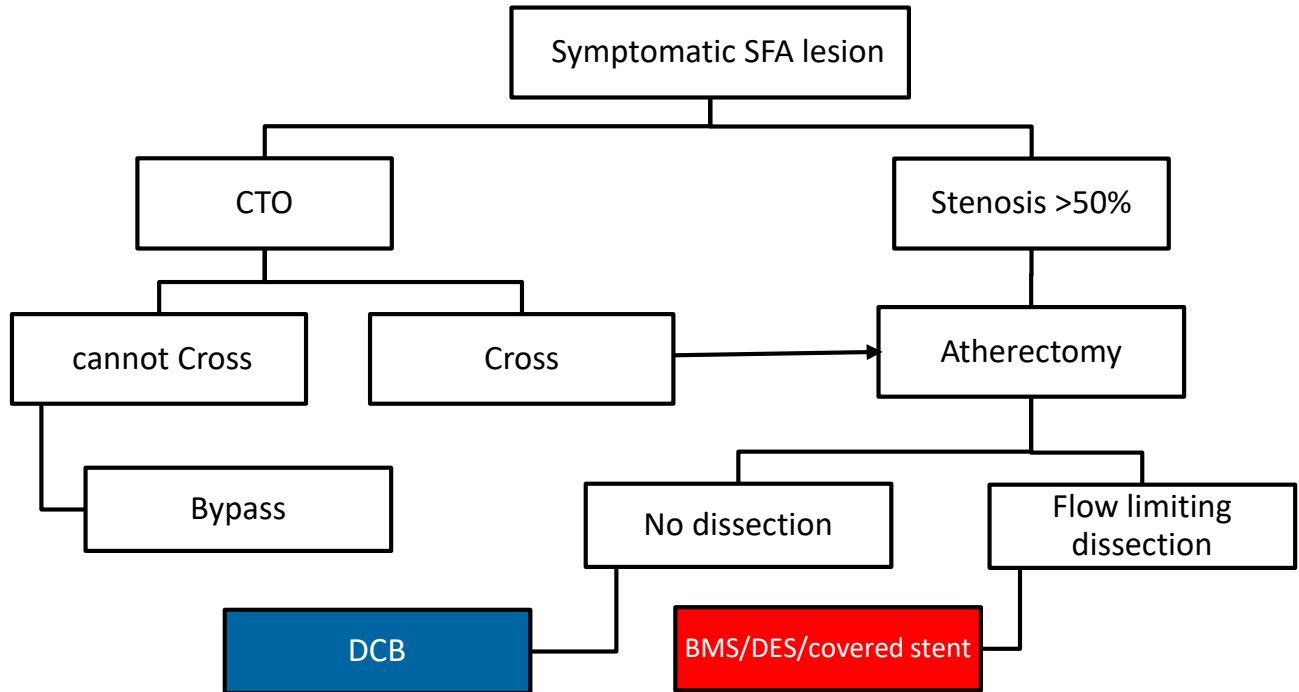 Symptomatic SFA lesion
CTO
Stenosis >50%
cannot Cross
Cross
Atherectomy
Bypass
No dissection
Flow limiting
dissection
DCB
BMS/DES/covered stent